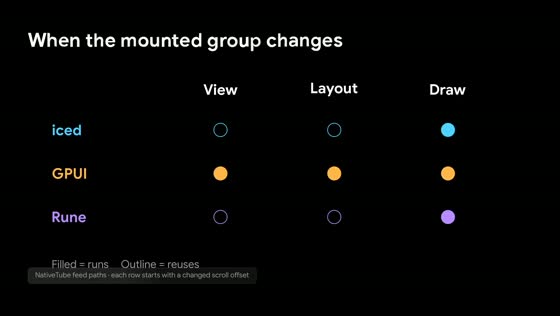 When the mounted group changes
View Layout Draw
iced
GPUI
Rune
Filled = runs Outline = reuses
NativeTube feed paths · each row starts with a changed scroll offset